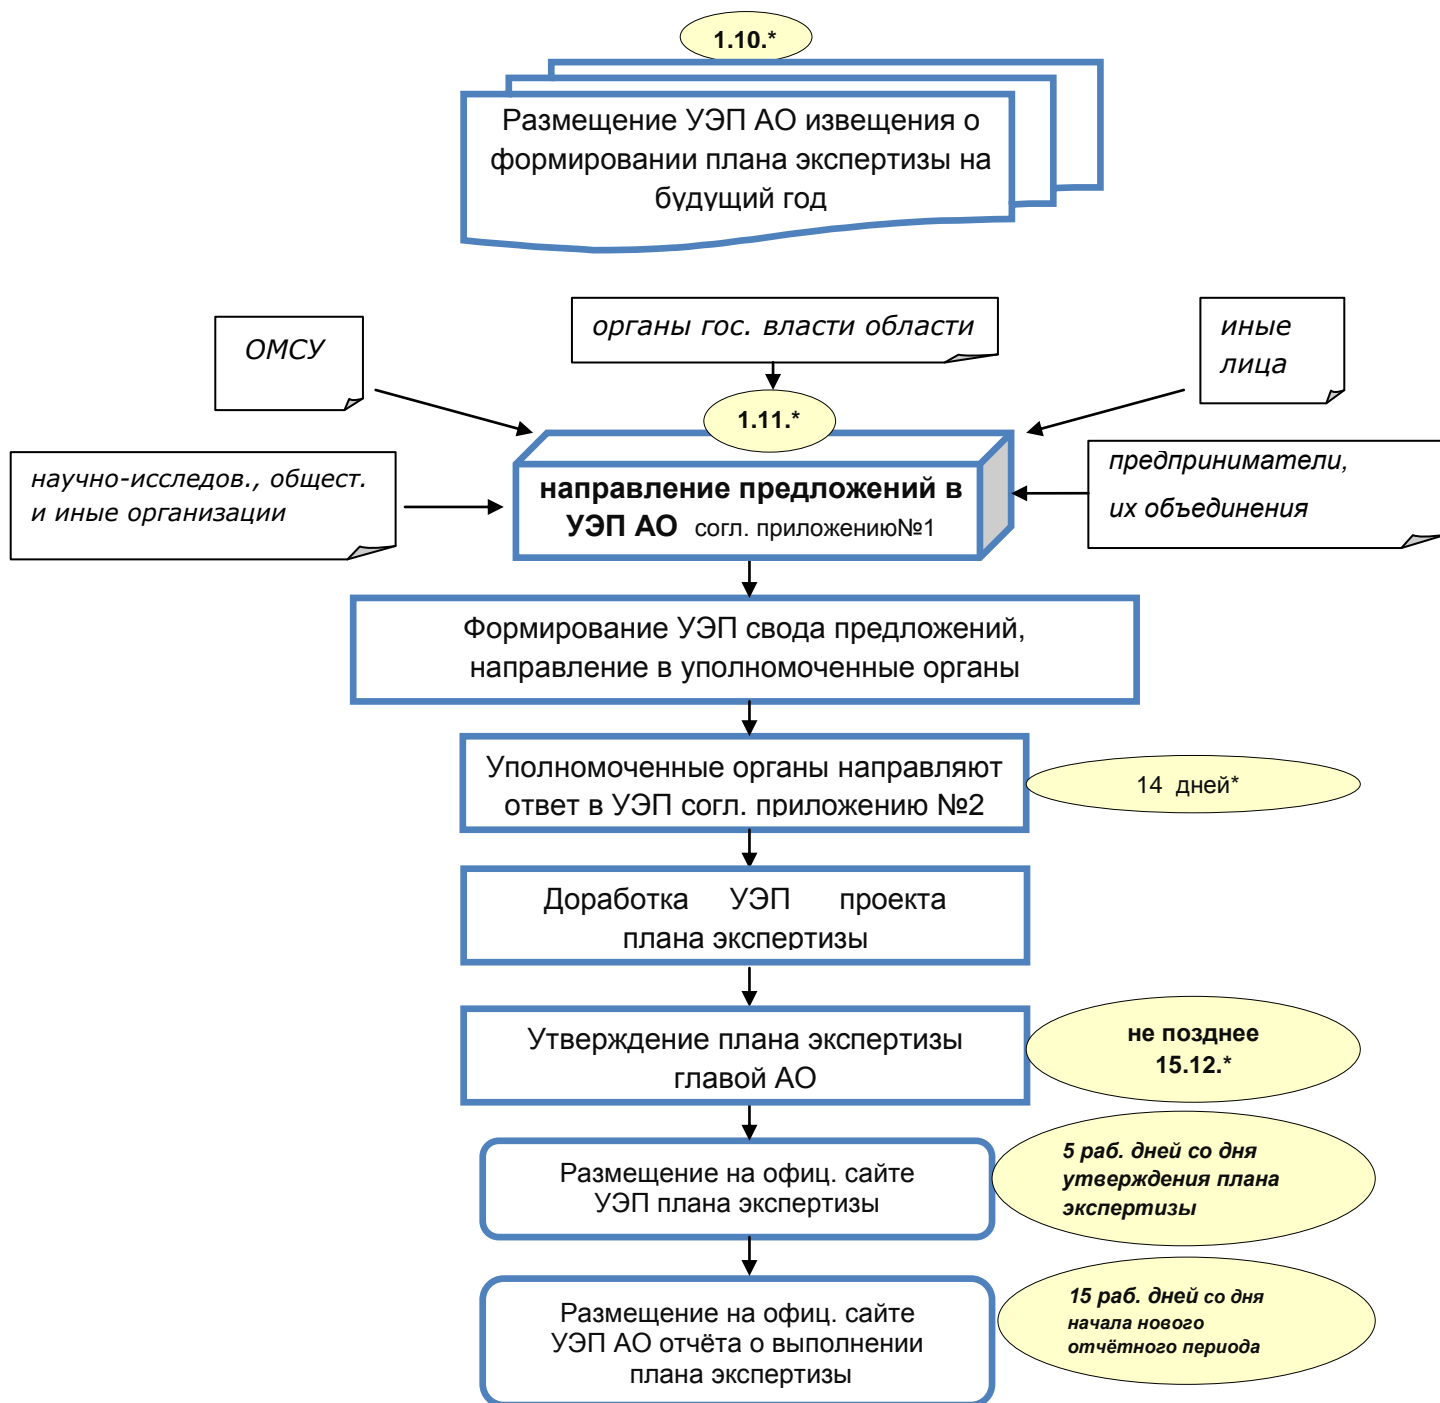 1.10.*
Размещение УЭП АО извещения о
формировании плана экспертизы на
будущий год
органы гос. власти области
ОМСУ
иные
лица
1.11.*
научно-исследов., общест.
и иные организации
направление предложений в
УЭП АО согл. приложению№1
предприниматели,
их объединения
Формирование УЭП свода предложений,
направление в уполномоченные органы
Уполномоченные органы направляют
ответ в УЭП согл. приложению №2
14 дней*
Доработка УЭП проекта
плана экспертизы
Утверждение плана экспертизы
главой АО
не позднее
15.12.*
Размещение на офиц. сайте
УЭП плана экспертизы
5 раб. дней со дня
утверждения плана
экспертизы
Размещение на офиц. сайте
УЭП АО отчёта о выполнении
плана экспертизы
15 раб. дней со дня
начала нового
отчётного периода